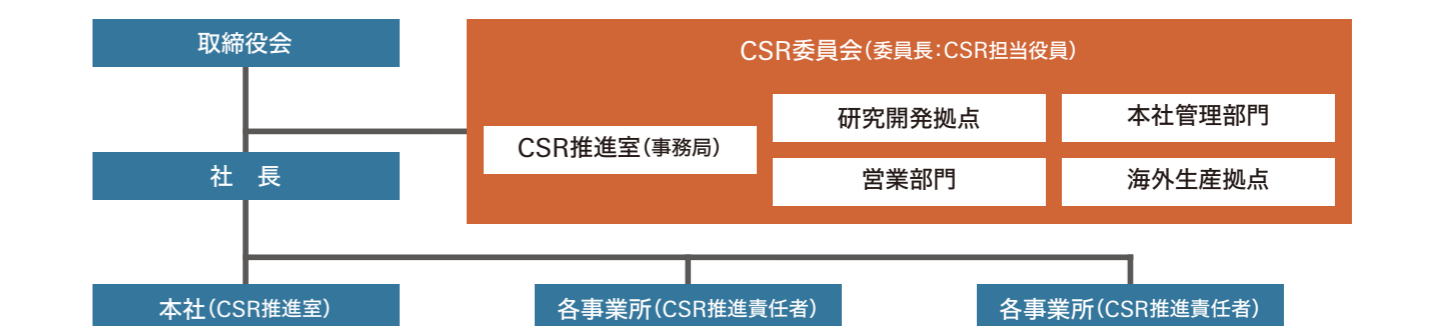 取締役会
CSR委員会（委員長：CSR担当役員）
CSR推進室（事務局）
研究開発拠点
本社管理部門
営業部門
海外生産拠点
社　長
本社（CSR推進室）
各事業所（CSR推進責任者）
各事業所（CSR推進責任者）